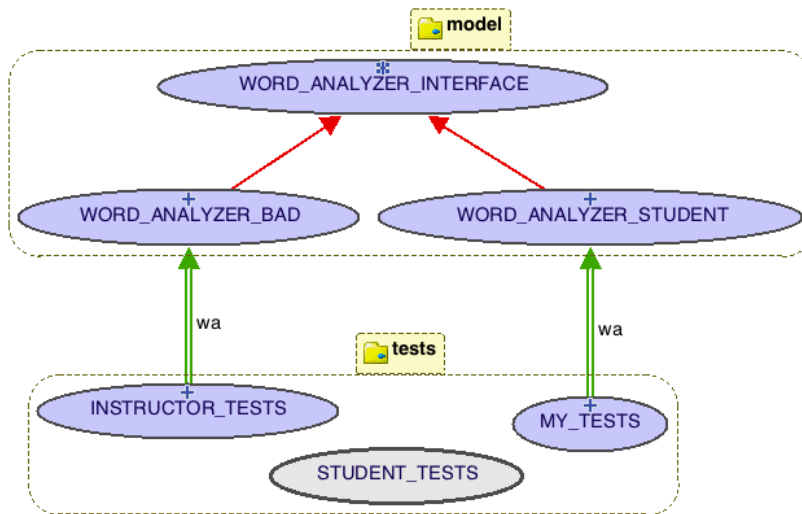 model
WORD_ANALYZER_INTERFACE
WORD_ANALYZER_BAD
WORD_ANALYZER_STUDENT
wa
wa
tests
INSTRUCTOR_TESTS
MY_TESTS
STUDENT_TESTS